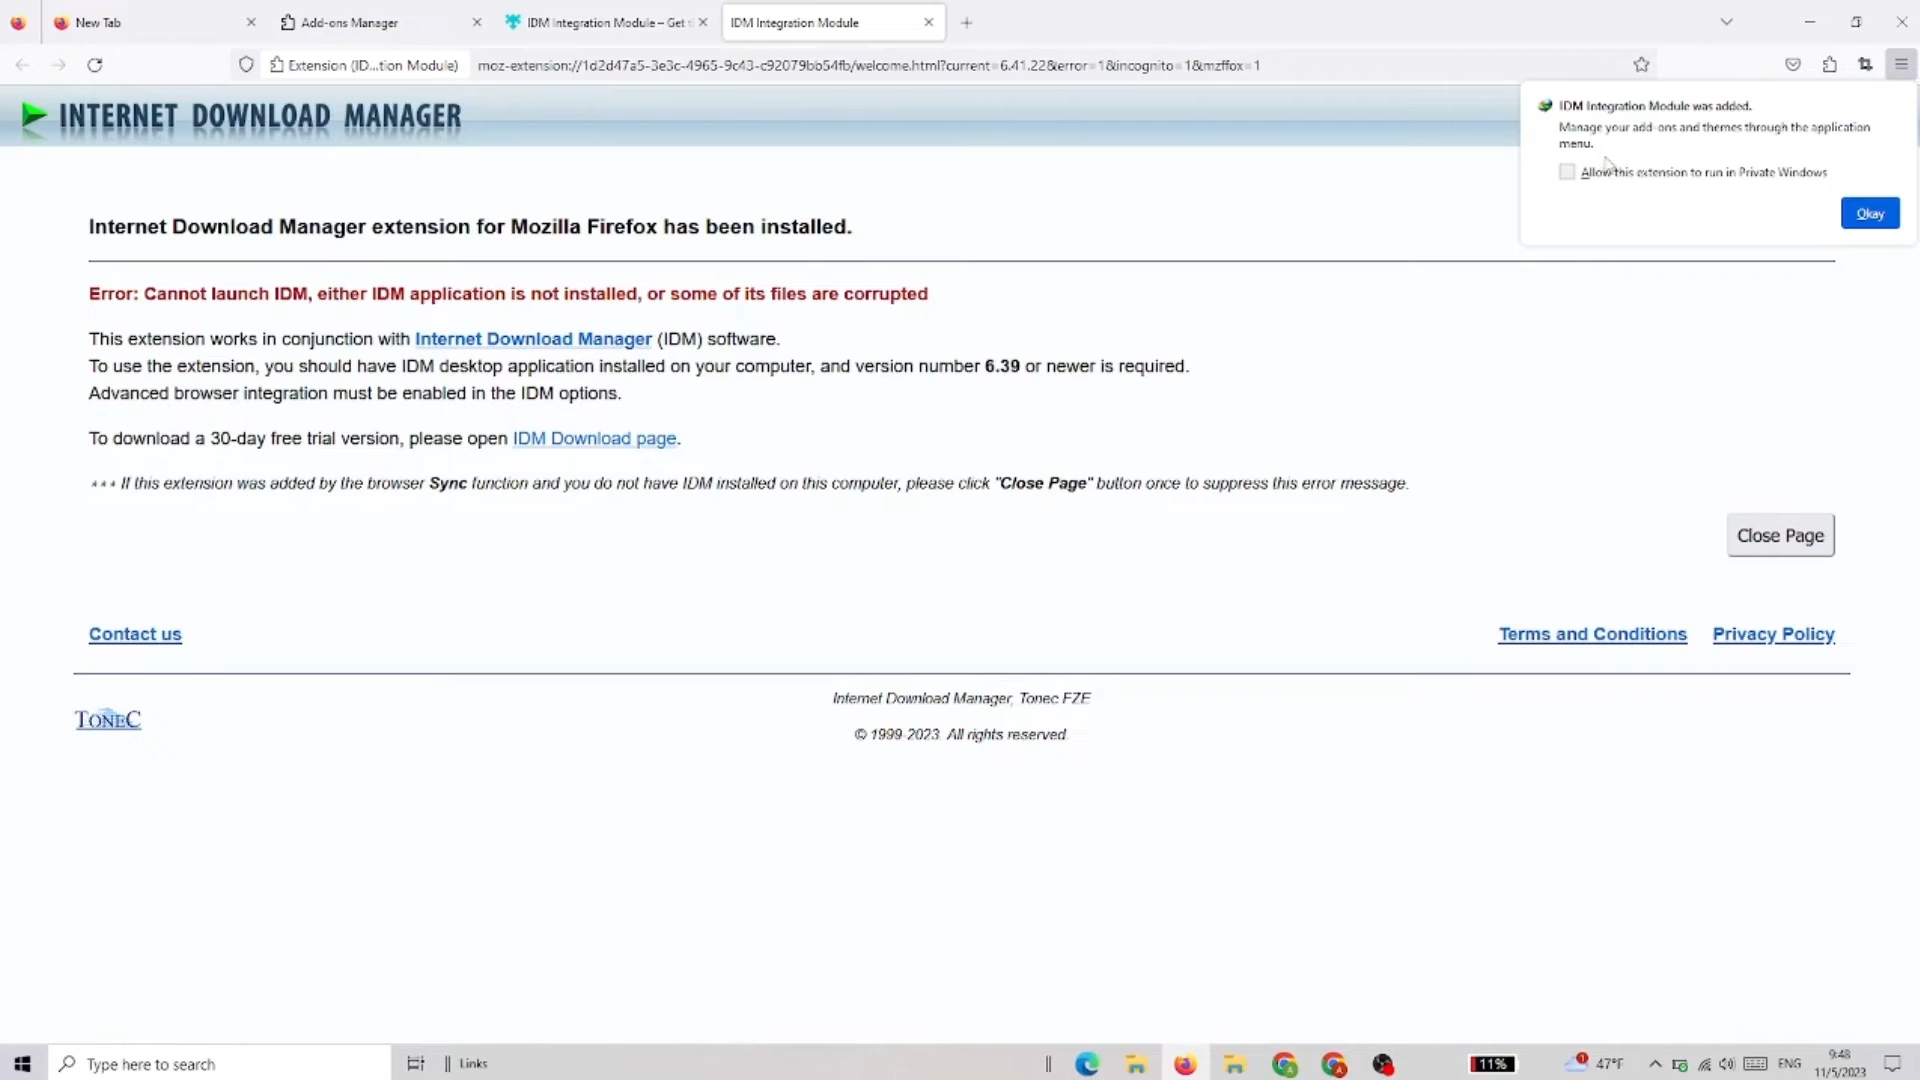 New Tab
Add-ons Manager
IDM Integration Module – Get t
IDM Integration Module
Extension (ID...tion Module)
moz-extension://1d2d47a5-3e3c-4965-9c43-c92079bb54fb/welcome.html?current=6.41.22&error=1&incognito=1&mzffox=1
INTERNET DOWNLOAD MANAGER
IDM Integration Module was added.
Manage your add-ons and themes through the application
menu.
Allow this extension to run in Private Windows
Okay
Internet Download Manager extension for Mozilla Firefox has been installed.
Error: Cannot launch IDM, either IDM application is not installed, or some of its files are corrupted
This extension works in conjunction with Internet Download Manager (IDM) software.
To use the extension, you should have IDM desktop application installed on your computer, and version number 6.39 or newer is required.
Advanced browser integration must be enabled in the IDM options.
To download a 30-day free trial version, please open IDM Download page.
*** If this extension was added by the browser Sync function and you do not have IDM installed on this computer, please click "Close Page" button once to suppress this error message.
Close Page
Contact us
Terms and Conditions
Privacy Policy
Internet Download Manager, Tonec FZE
TONEC
© 1999-2023. All rights reserved.
Type here to search
Links
11%
1
47°F
ENG
9:48
11/5/2023